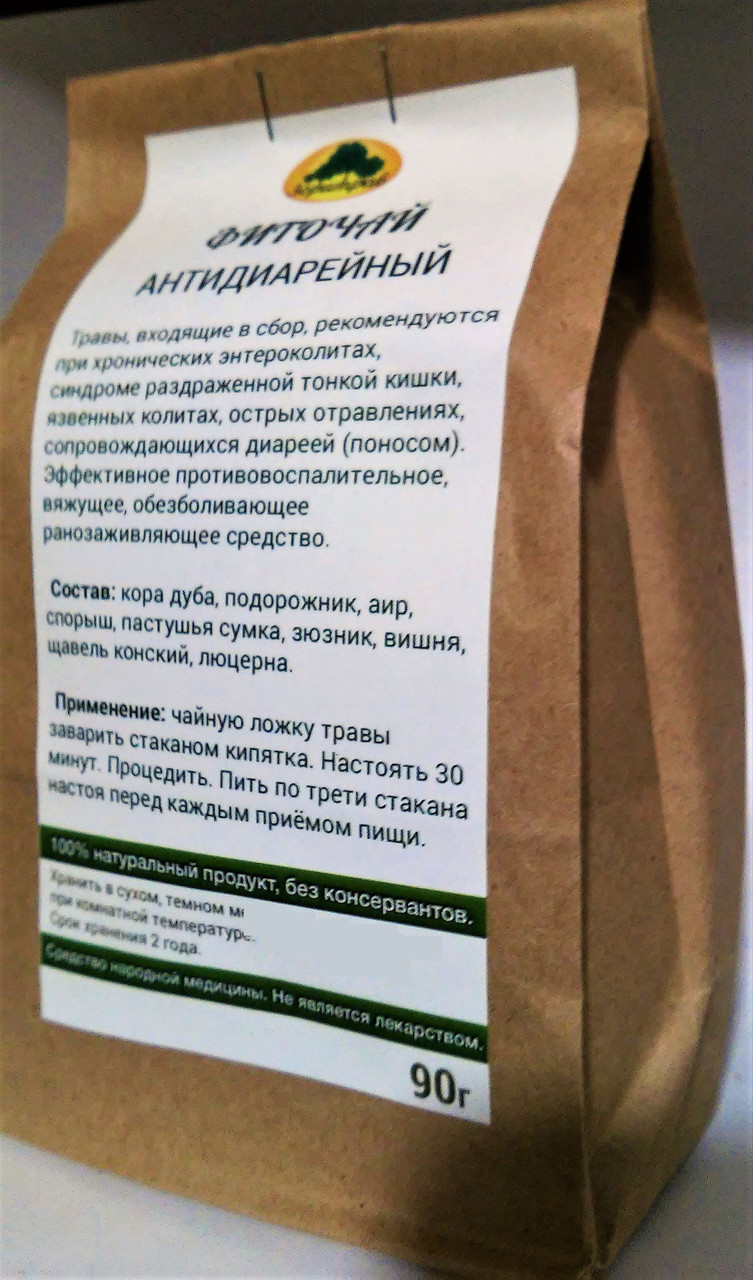 ФИТОЧАЙ
АНТИДИАРЕЙНЫЙ
Травы, входящие в сбор, рекомендуются
при хронических энтероколитах,
синдроме раздраженной тонкой кишки,
язвенных колитах, острых отравлениях,
сопровождающихся диареей (поносом).
Эффективное противовоспалительное,
вяжущее, обезболивающее
ранозаживляющее средство.
Состав: кора дуба, подорожник, аир,
спорыш, пастушья сумка, зюзник, вишня,
щавель конский, люцерна.
Применение: чайную ложку травы
заварить стаканом кипятка. Настоять 30
минут. Процедить. Пить по трети стакана
настоя перед каждым приёмом пищи.
100% натуральный продукт, без консервантов.
Хранить в сухом, темном
при комнатной температуре.
Срок хранения 2 года.
Средство народной медицины. Не является лекарством.
90г